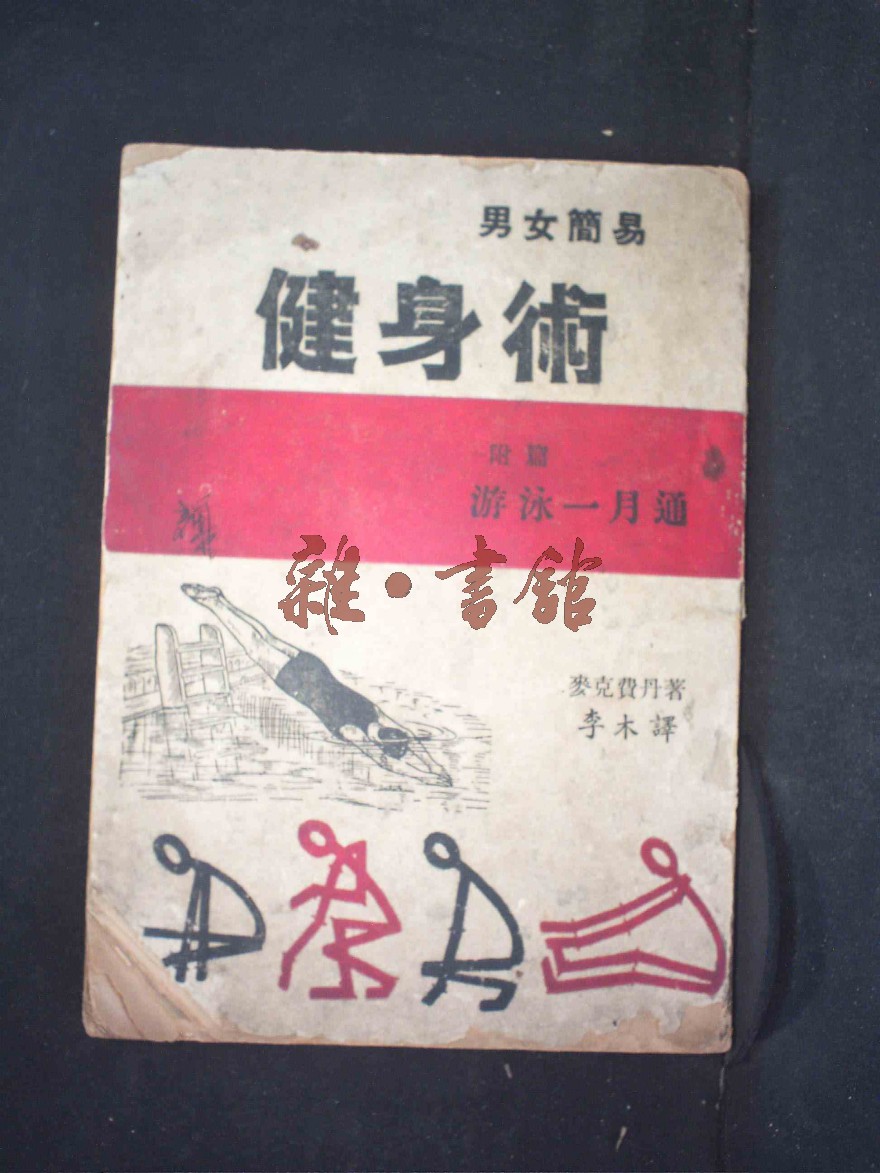 男女簡易
健身術
附篇
游泳一月通
雜·書館
麥克費丹著
李木譯